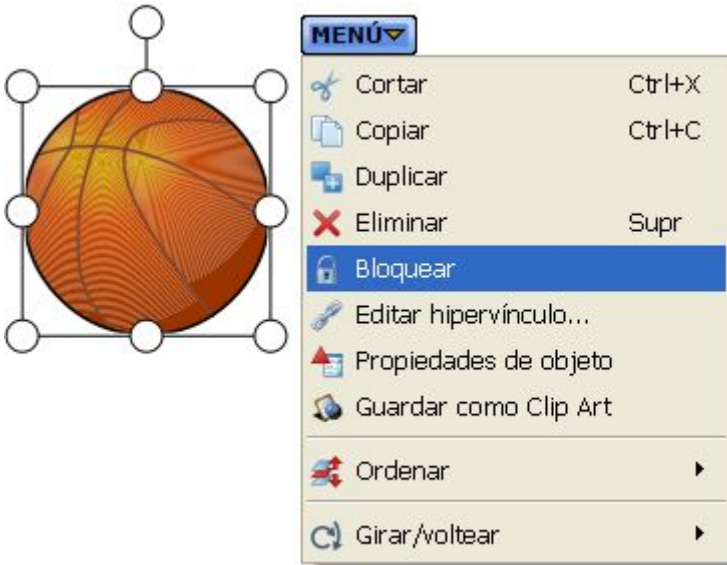 MENÚ
Cortar Ctrl+X
Copiar Ctrl+C
Duplicar
Eliminar Supr
Bloquear
Editar hipervínculo...
Propiedades de objeto
Guardar como Clip Art
Ordenar
Girar/voltear